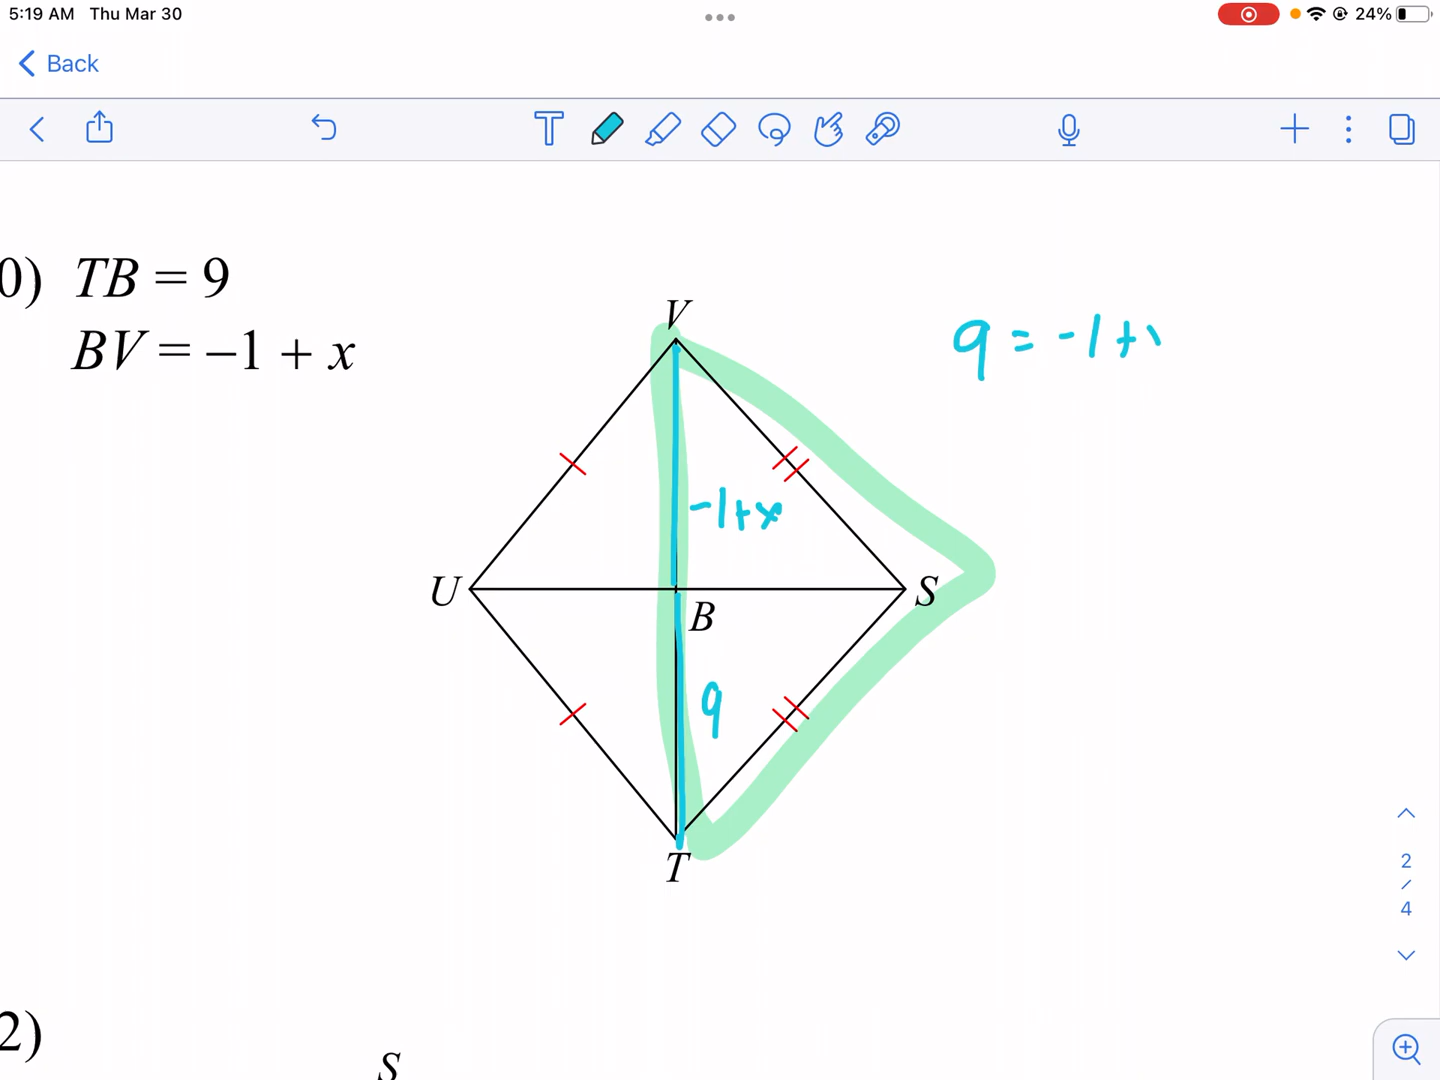 5:19 AM Thu Mar 30
24%
Back
T
0) TB = 9
BV = −1 + x
V
9 = -1 +
-1+x
U
B
S
9
T
2
/
4
2)
S